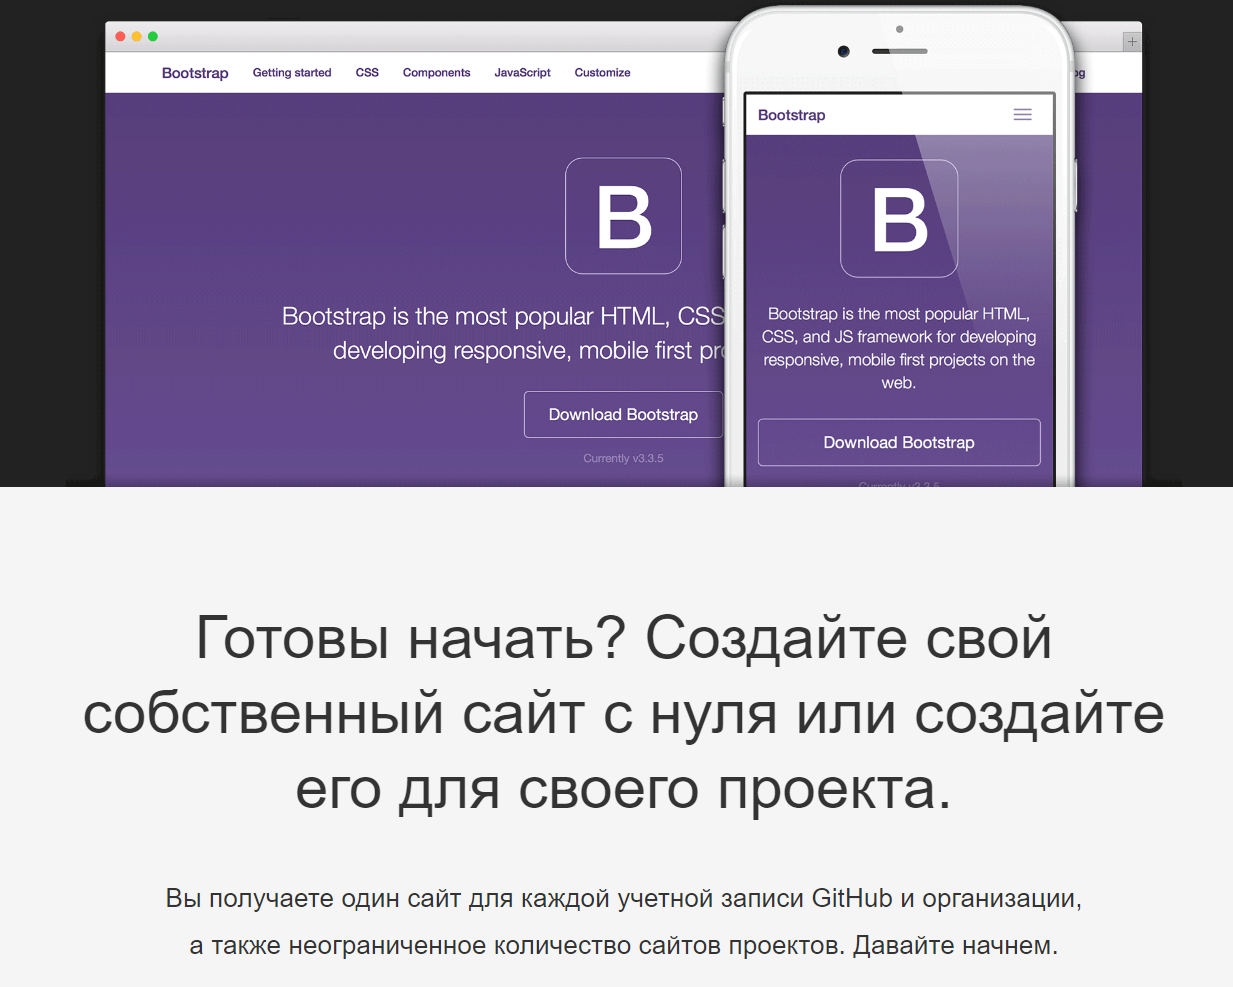 Bootstrap Getting started CSS Components JavaScript Customize
B
Bootstrap is the most popular HTML, CSS
developing responsive, mobile first
Download Bootstrap
Currently v3.3.5
Bootstrap
B
Bootstrap is the most popular HTML,
CSS, and JS framework for developing
responsive, mobile first projects on the
web.
Download Bootstrap
Currently v3.3.5
Готовы начать? Создайте свой
собственный сайт с нуля или создайте
его для своего проекта.
Вы получаете один сайт для каждой учетной записи GitHub и организации,
а также неограниченное количество сайтов проектов. Давайте начнем.